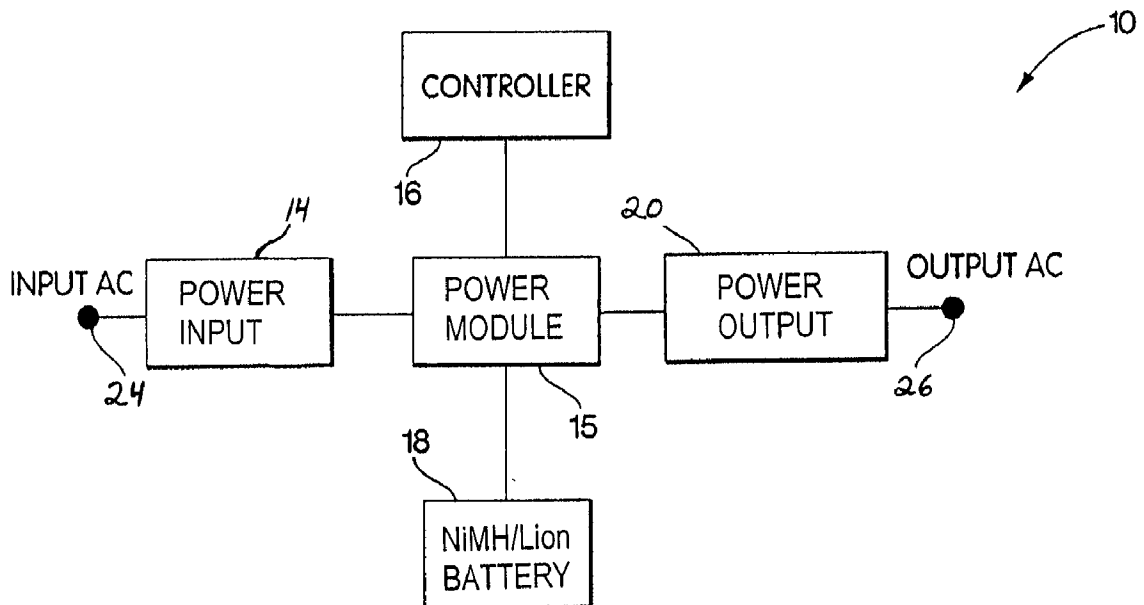 10
CONTROLLER
16
14
20
INPUT AC
POWER
INPUT
POWER
MODULE
POWER
OUTPUT
OUTPUT AC
24
15
26
18
NiMH/Lion
BATTERY